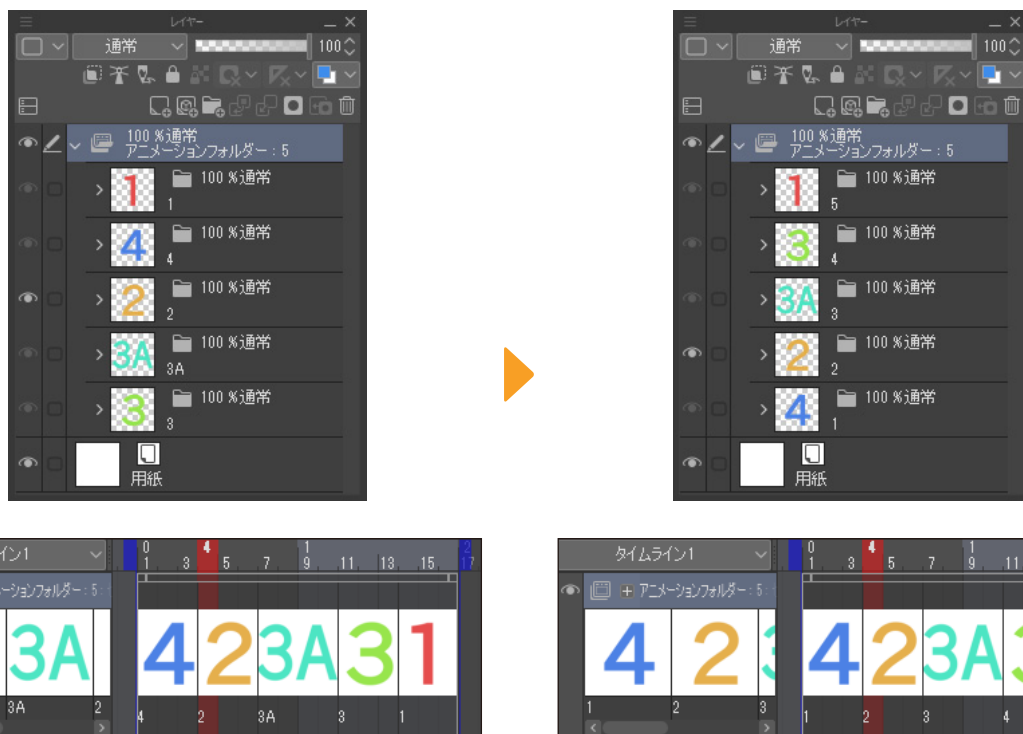 レイヤー
通常
100
100 %通常
アニメーションフォルダー : 5
1
100 %通常
1
4
100 %通常
4
2
100 %通常
2
3A
100 %通常
3A
3
100 %通常
3
用紙
レイヤー
通常
100
100 %通常
アニメーションフォルダー : 5
1
100 %通常
5
3
100 %通常
4
3A
100 %通常
3
2
100 %通常
2
4
100 %通常
1
用紙
イン1
0 4 1 2
1 3 5 7 9 11 13 15 17
ーションフォルダー : 5 :
3A 4 2 3A 3 1
3A 2 4 2 3A 3 1
タイムライン1
0 4 1
1 3 5 7 9 11
アニメーションフォルダー : 5 :
4 2 3 4 2 3A 3
1 2 3 1 2 3 4